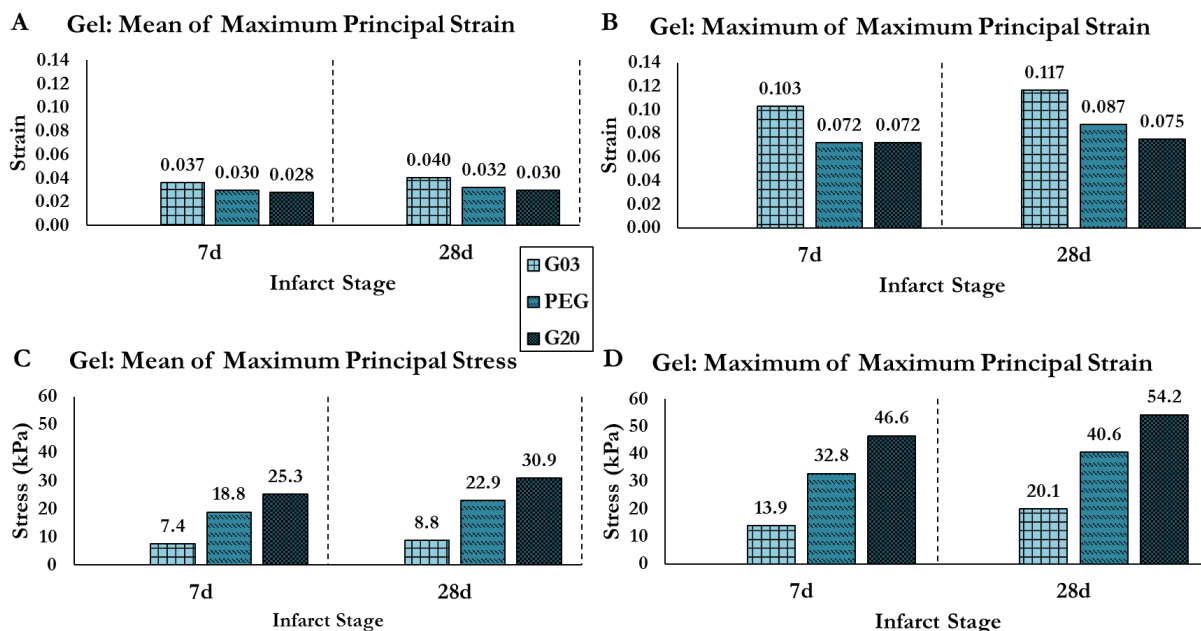 A Gel: Mean of Maximum Principal Strain
0.14
0.12
0.10
0.08
0.06
0.04
0.02
0.00
Strain
0.037 0.030 0.028 0.040 0.032 0.030
7d 28d
Infarct Stage
B Gel: Maximum of Maximum Principal Strain
0.14
0.12
0.10
0.08
0.06
0.04
0.02
0.00
Strain
0.103 0.072 0.072 0.117 0.087 0.075
7d 28d
Infarct Stage
G03
PEG
G20
C Gel: Mean of Maximum Principal Stress
60
50
40
30
20
10
0
Stress (kPa)
7.4 18.8 25.3 8.8 22.9 30.9
7d 28d
Infarct Stage
D Gel: Maximum of Maximum Principal Strain
60
50
40
30
20
10
0
Stress (kPa)
13.9 32.8 46.6 20.1 40.6 54.2
7d 28d
Infarct Stage